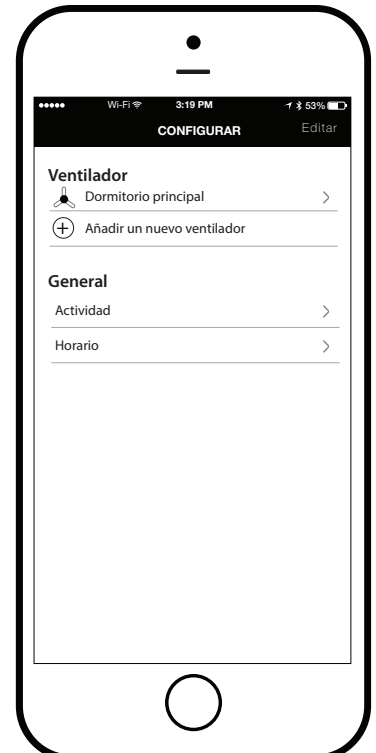 Wi-Fi 3:19 PM 53%
CONFIGURAR Editar
Ventilador
Dormitorio principal
Añadir un nuevo ventilador
General
Actividad
Horario